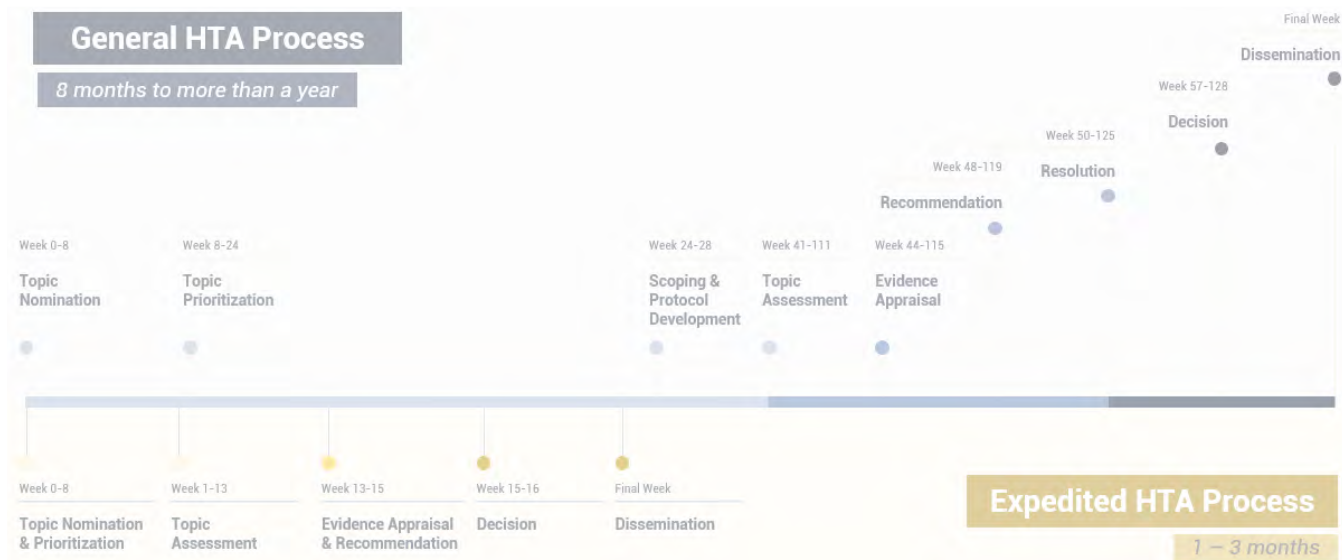 General HTA Process
8 months to more than a year
Final Week
Dissemination
Week 57-128
Decision
Week 50-125
Resolution
Week 48-119
Recommendation
Week 0-8
Topic
Nomination
Week 8-24
Topic
Prioritization
Week 24-28
Scoping &
Protocol
Development
Week 41-111
Topic
Assessment
Week 44-115
Evidence
Appraisal
Week 0-8
Topic Nomination
& Prioritization
Week 1-13
Topic
Assessment
Week 13-15
Evidence Appraisal
& Recommendation
Week 15-16
Decision
Final Week
Dissemination
Expedited HTA Process
1 – 3 months